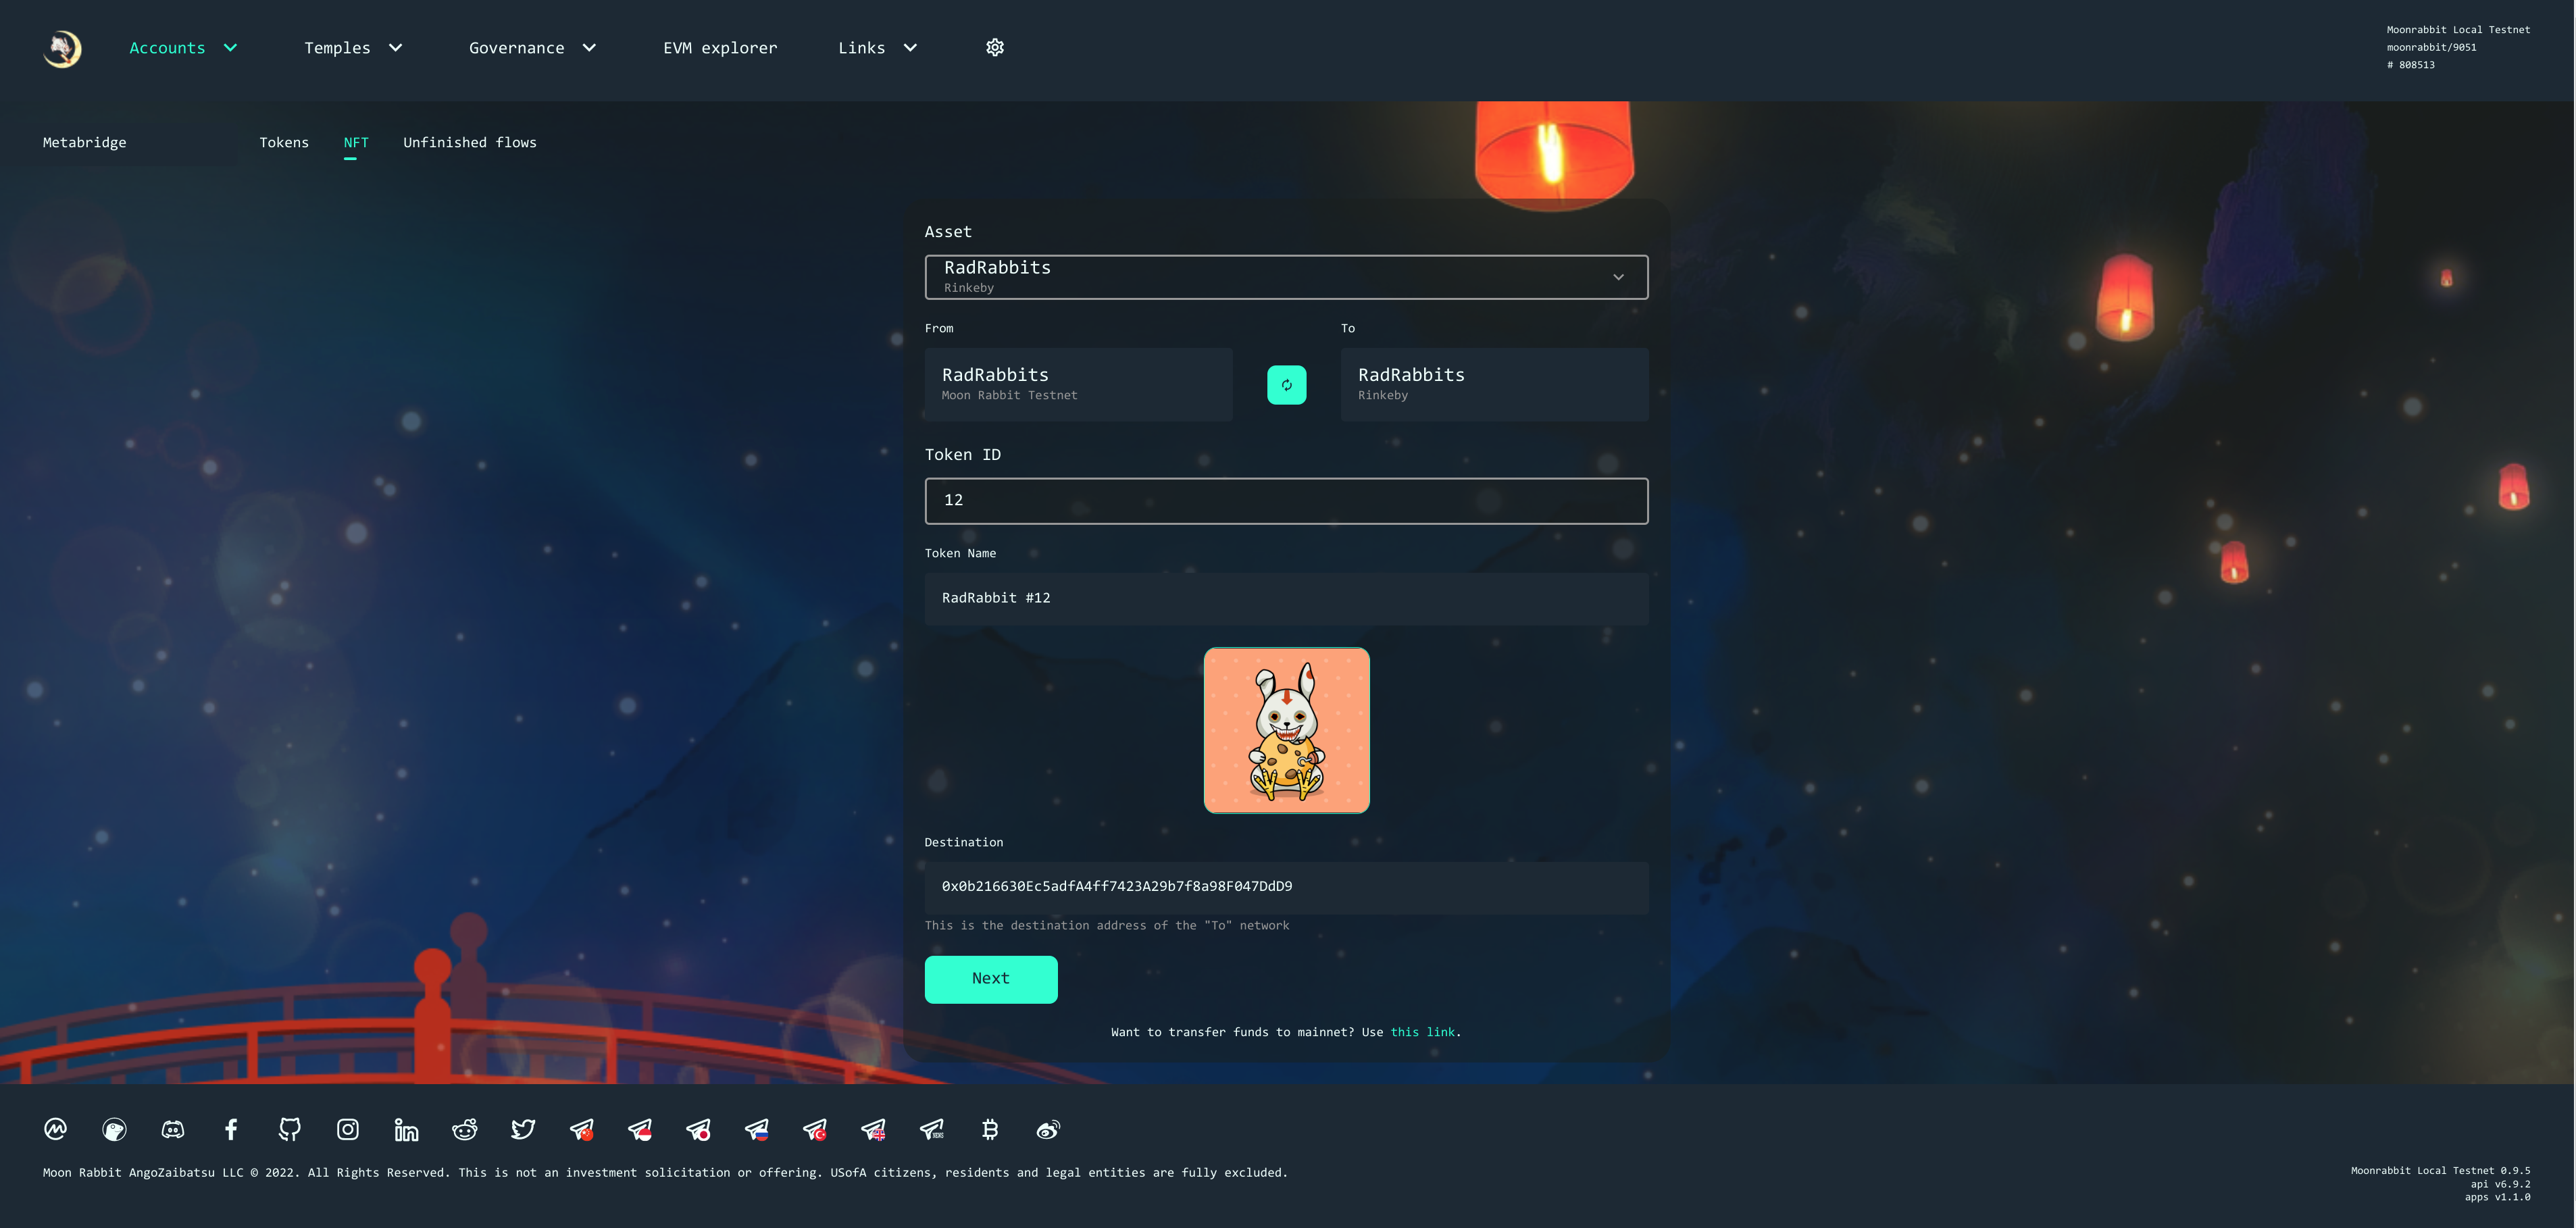 Accounts Temples Governance EVM explorer Links
Moonrabbit Local Testnet
moonrabbit/9051
# 808513
Metabridge Tokens NFT Unfinished flows
Asset
RadRabbits
Rinkeby
From To
RadRabbits RadRabbits
Moon Rabbit Testnet Rinkeby
Token ID
12
Token Name
RadRabbit #12
Destination
0x0b216630Ec5adfA4ff7423A29b7f8a98F047DdD9
This is the destination address of the "To" network
Next
Want to transfer funds to mainnet? Use this link.
NEWS
Moon Rabbit AngoZaibatsu LLC © 2022. All Rights Reserved. This is not an investment solicitation or offering. USofA citizens, residents and legal entities are fully excluded.
Moonrabbit Local Testnet 0.9.5
api v6.9.2
apps v1.1.0